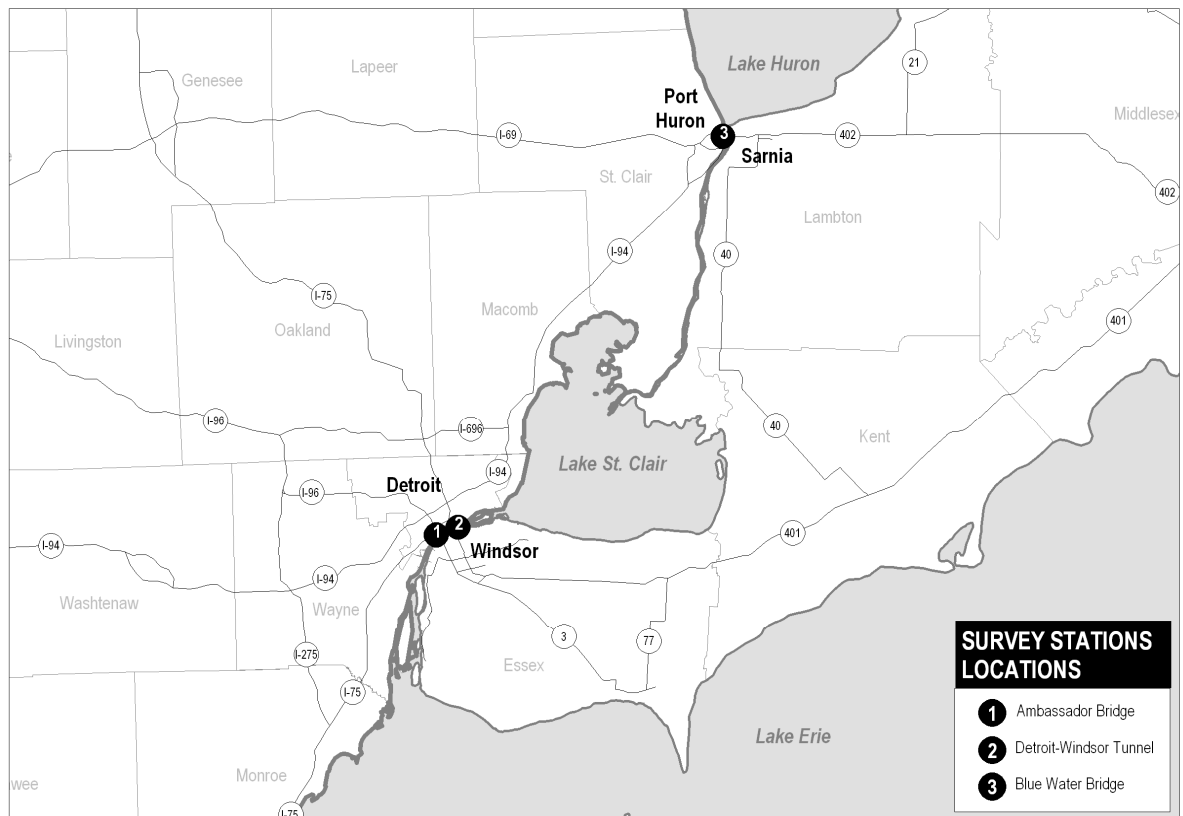 Lake Huron
21
Lapeer
Genesee
Port
Huron
Middlesex
3
I-69
402
Sarnia
St. Clair
402
Lambton
I-94
40
I-75
Macomb
401
Oakland
Livingston
I-96
I-696
40
Kent
Lake St. Clair
I-94
Detroit
I-96
1
2
401
Windsor
I-94
I-94
Washtenaw
Wayne
3
77
I-275
Essex
I-75
Lake Erie
Monroe
wee
I-75
SURVEY STATIONS
LOCATIONS
1 Ambassador Bridge
2 Detroit-Windsor Tunnel
3 Blue Water Bridge